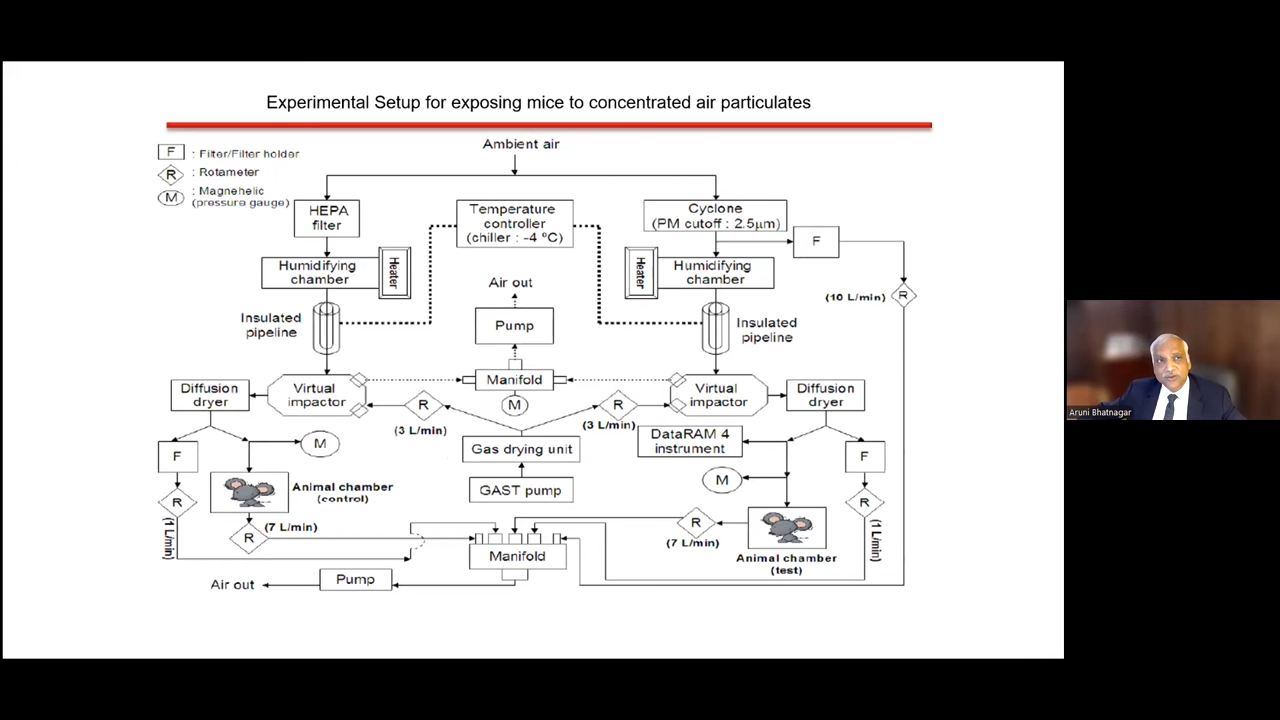 Experimental Setup for exposing mice to concentrated air particulates
F : Filter/Filter holder
R : Rotameter
M : Magnehelic
(pressure gauge)
Ambient air
HEPA
filter
Temperature
controller
(chiller : -4 ºC)
Cyclone
(PM cutoff : 2.5µm)
F
Humidifying
chamber
Heater
Heater
Humidifying
chamber
Air out
(10 L/min)
R
Insulated
pipeline
Pump
Insulated
pipeline
Diffusion
dryer
Virtual
impactor
Manifold
Virtual
impactor
Diffusion
dryer
R
M
R
(3 L/min)
(3 L/min)
F
M
Gas drying unit
DataRAM 4
instrument
F
M
GAST pump
Animal chamber
(control)
R
R
(1 L/min)
R
(7 L/min)
R
(7 L/min)
(1 L/min)
Manifold
Animal chamber
(test)
Air out
Pump
Aruni Bhatnagar